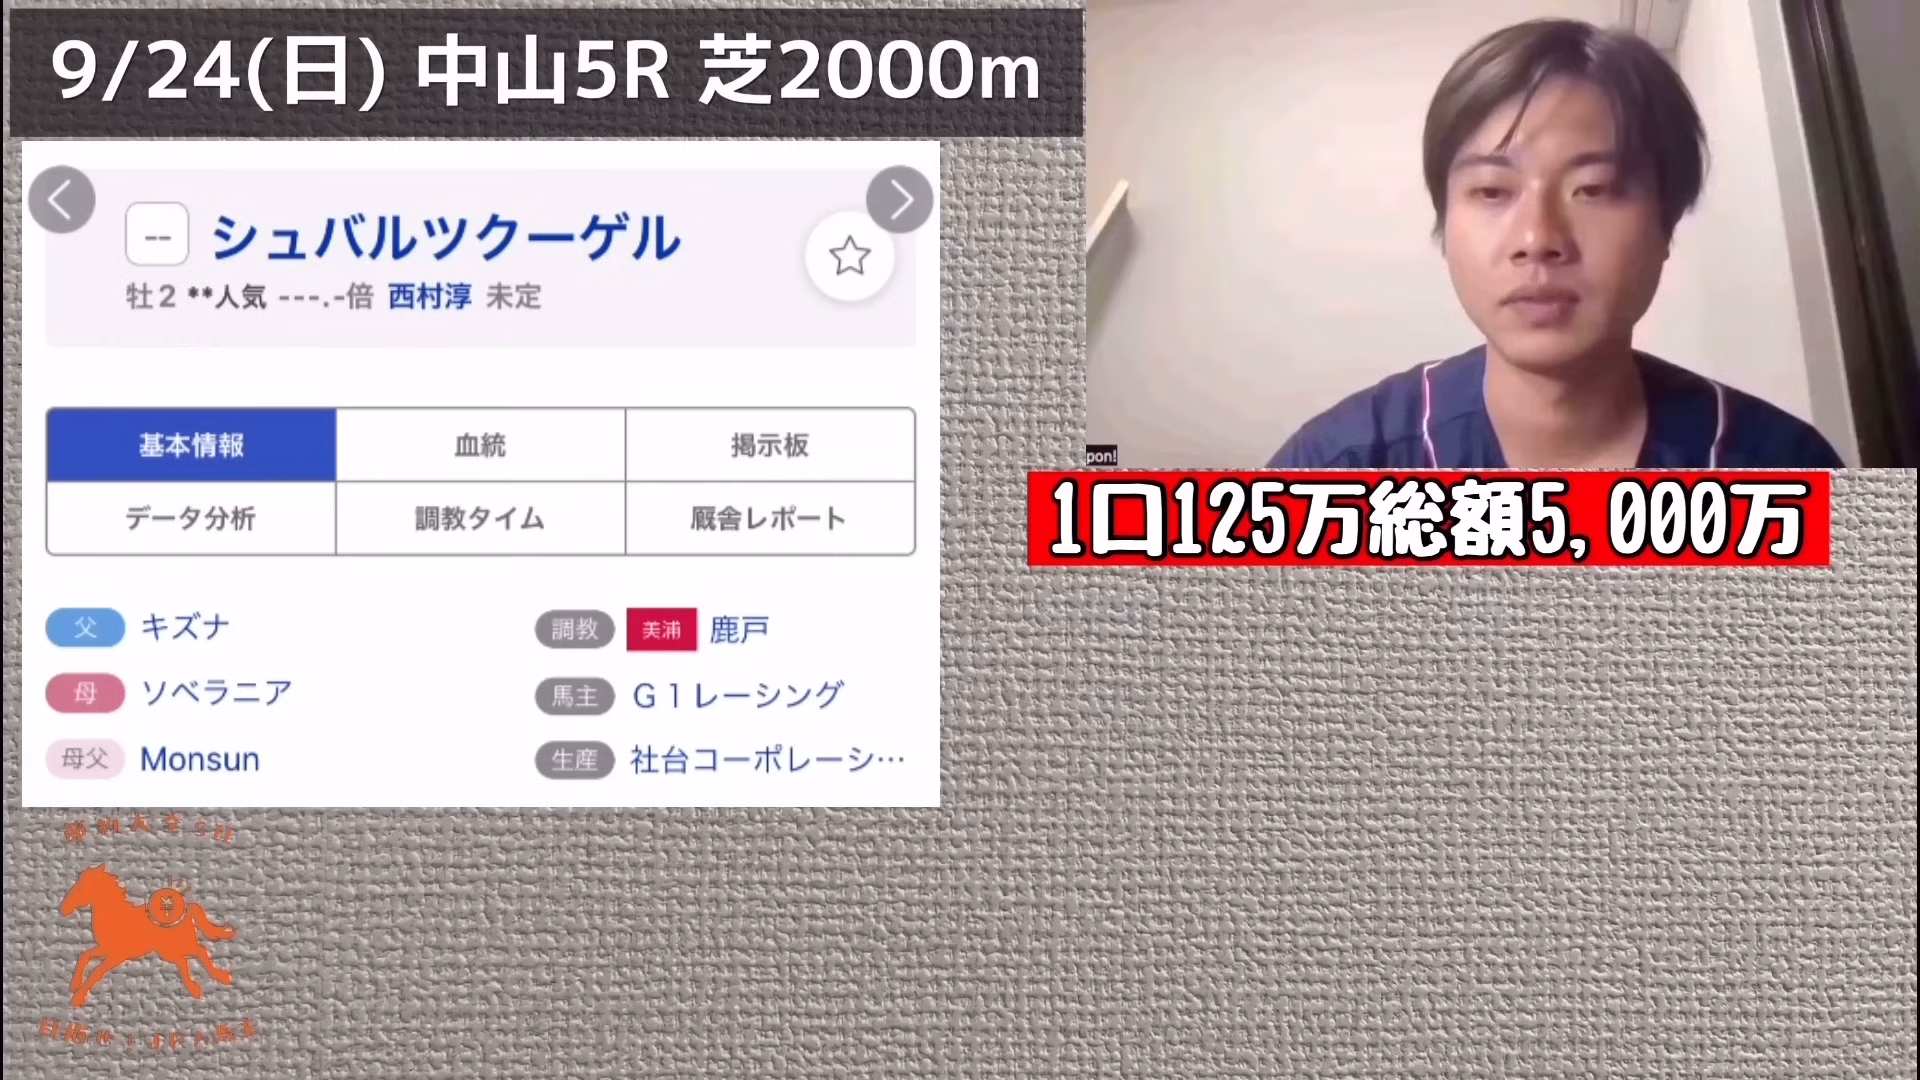 9/24(日) 中山5R 芝2000m
-- シュバルツクーゲル
牡2 **人気 ---.-倍 西村淳 未定
基本情報 血統 掲示板
データ分析 調教タイム 厩舎レポート
父 キズナ 調教 美浦 鹿戸
母 ソベラニア 馬主 G1レーシング
母父 Monsun 生産 社台コーポレーシ…
pon!
1口125万総額5,000万